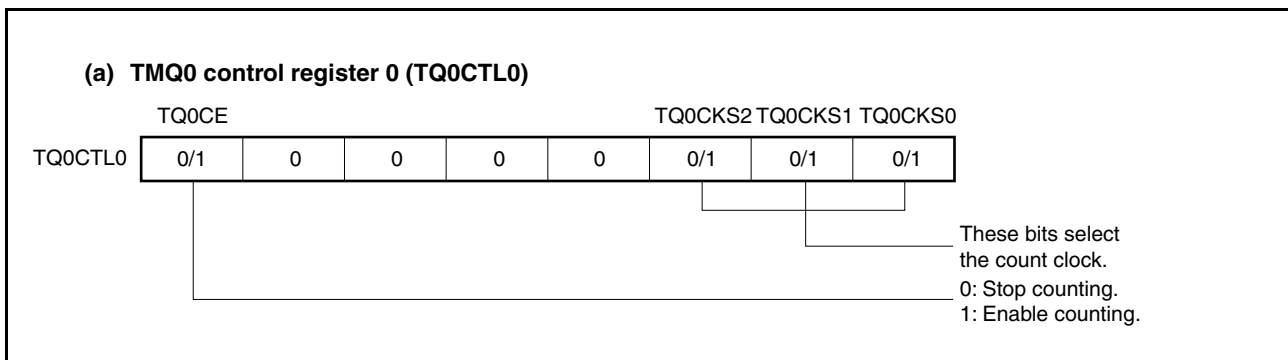 (a) TMQ0 control register 0 (TQ0CTL0)
TQ0CE TQ0CKS2 TQ0CKS1 TQ0CKS0
TQ0CTL0 0/1 0 0 0 0 0/1 0/1 0/1
These bits select
the count clock.
0: Stop counting.
1: Enable counting.